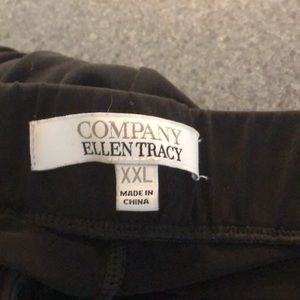 COMPANY
ELLEN TRACY
XXL
MADE IN
CHINA